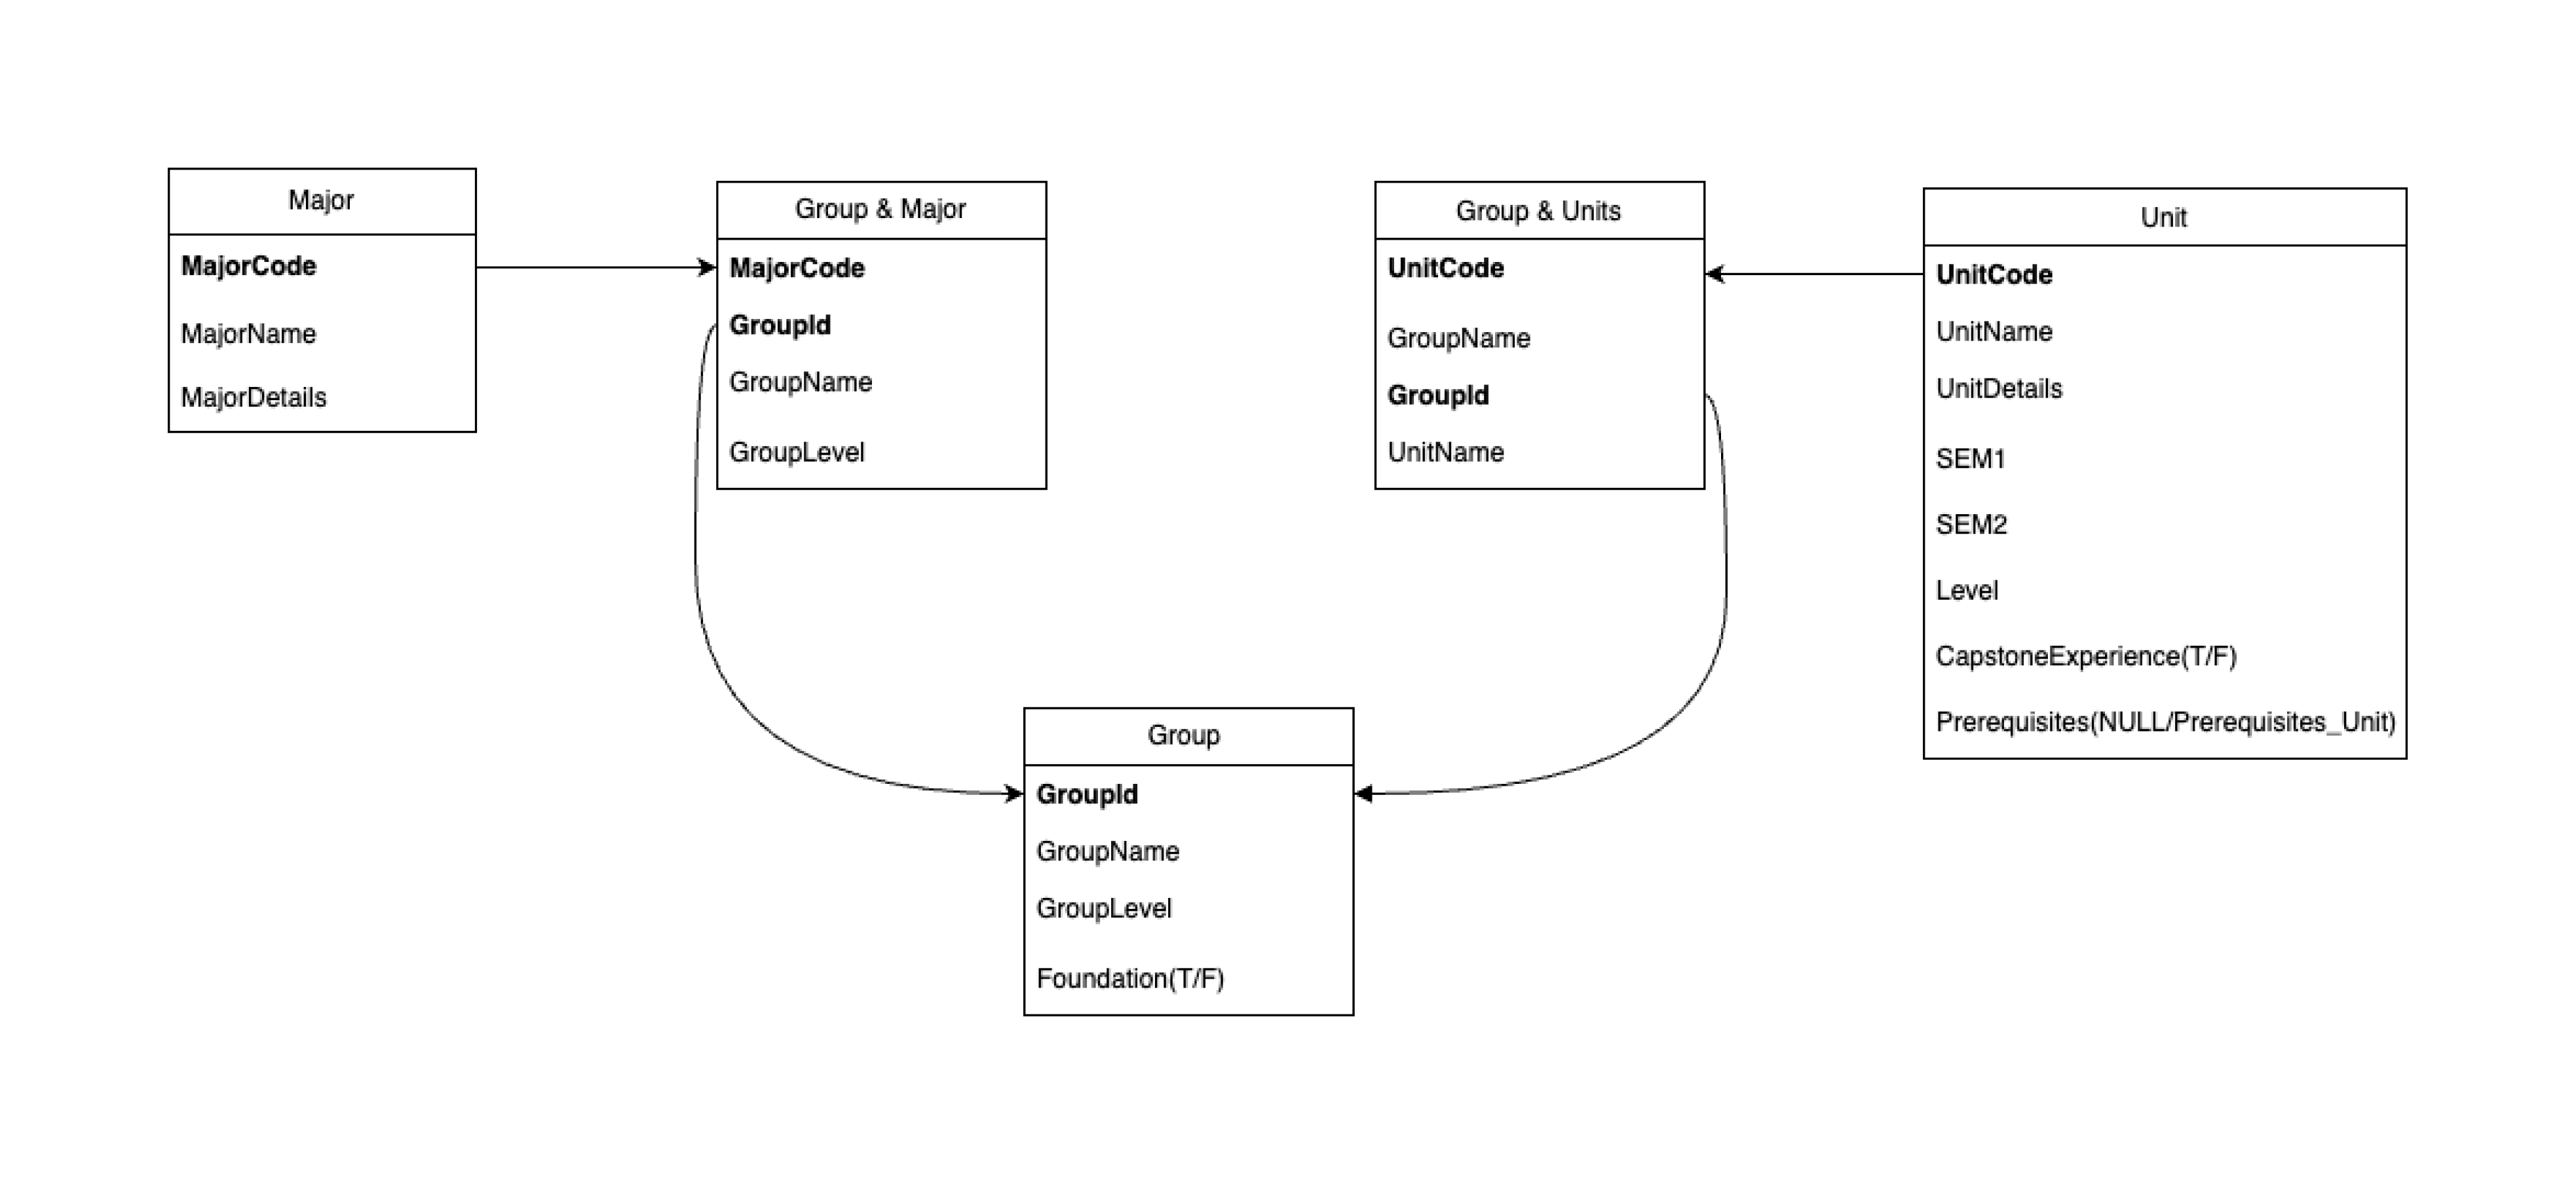 Major
MajorCode
MajorName
MajorDetails
Group & Major
MajorCode
GroupId
GroupName
GroupLevel
Group & Units
UnitCode
GroupName
GroupId
UnitName
Unit
UnitCode
UnitName
UnitDetails
SEM1
SEM2
Level
CapstoneExperience(T/F)
Prerequisites(NULL/Prerequisites_Unit)
Group
GroupId
GroupName
GroupLevel
Foundation(T/F)